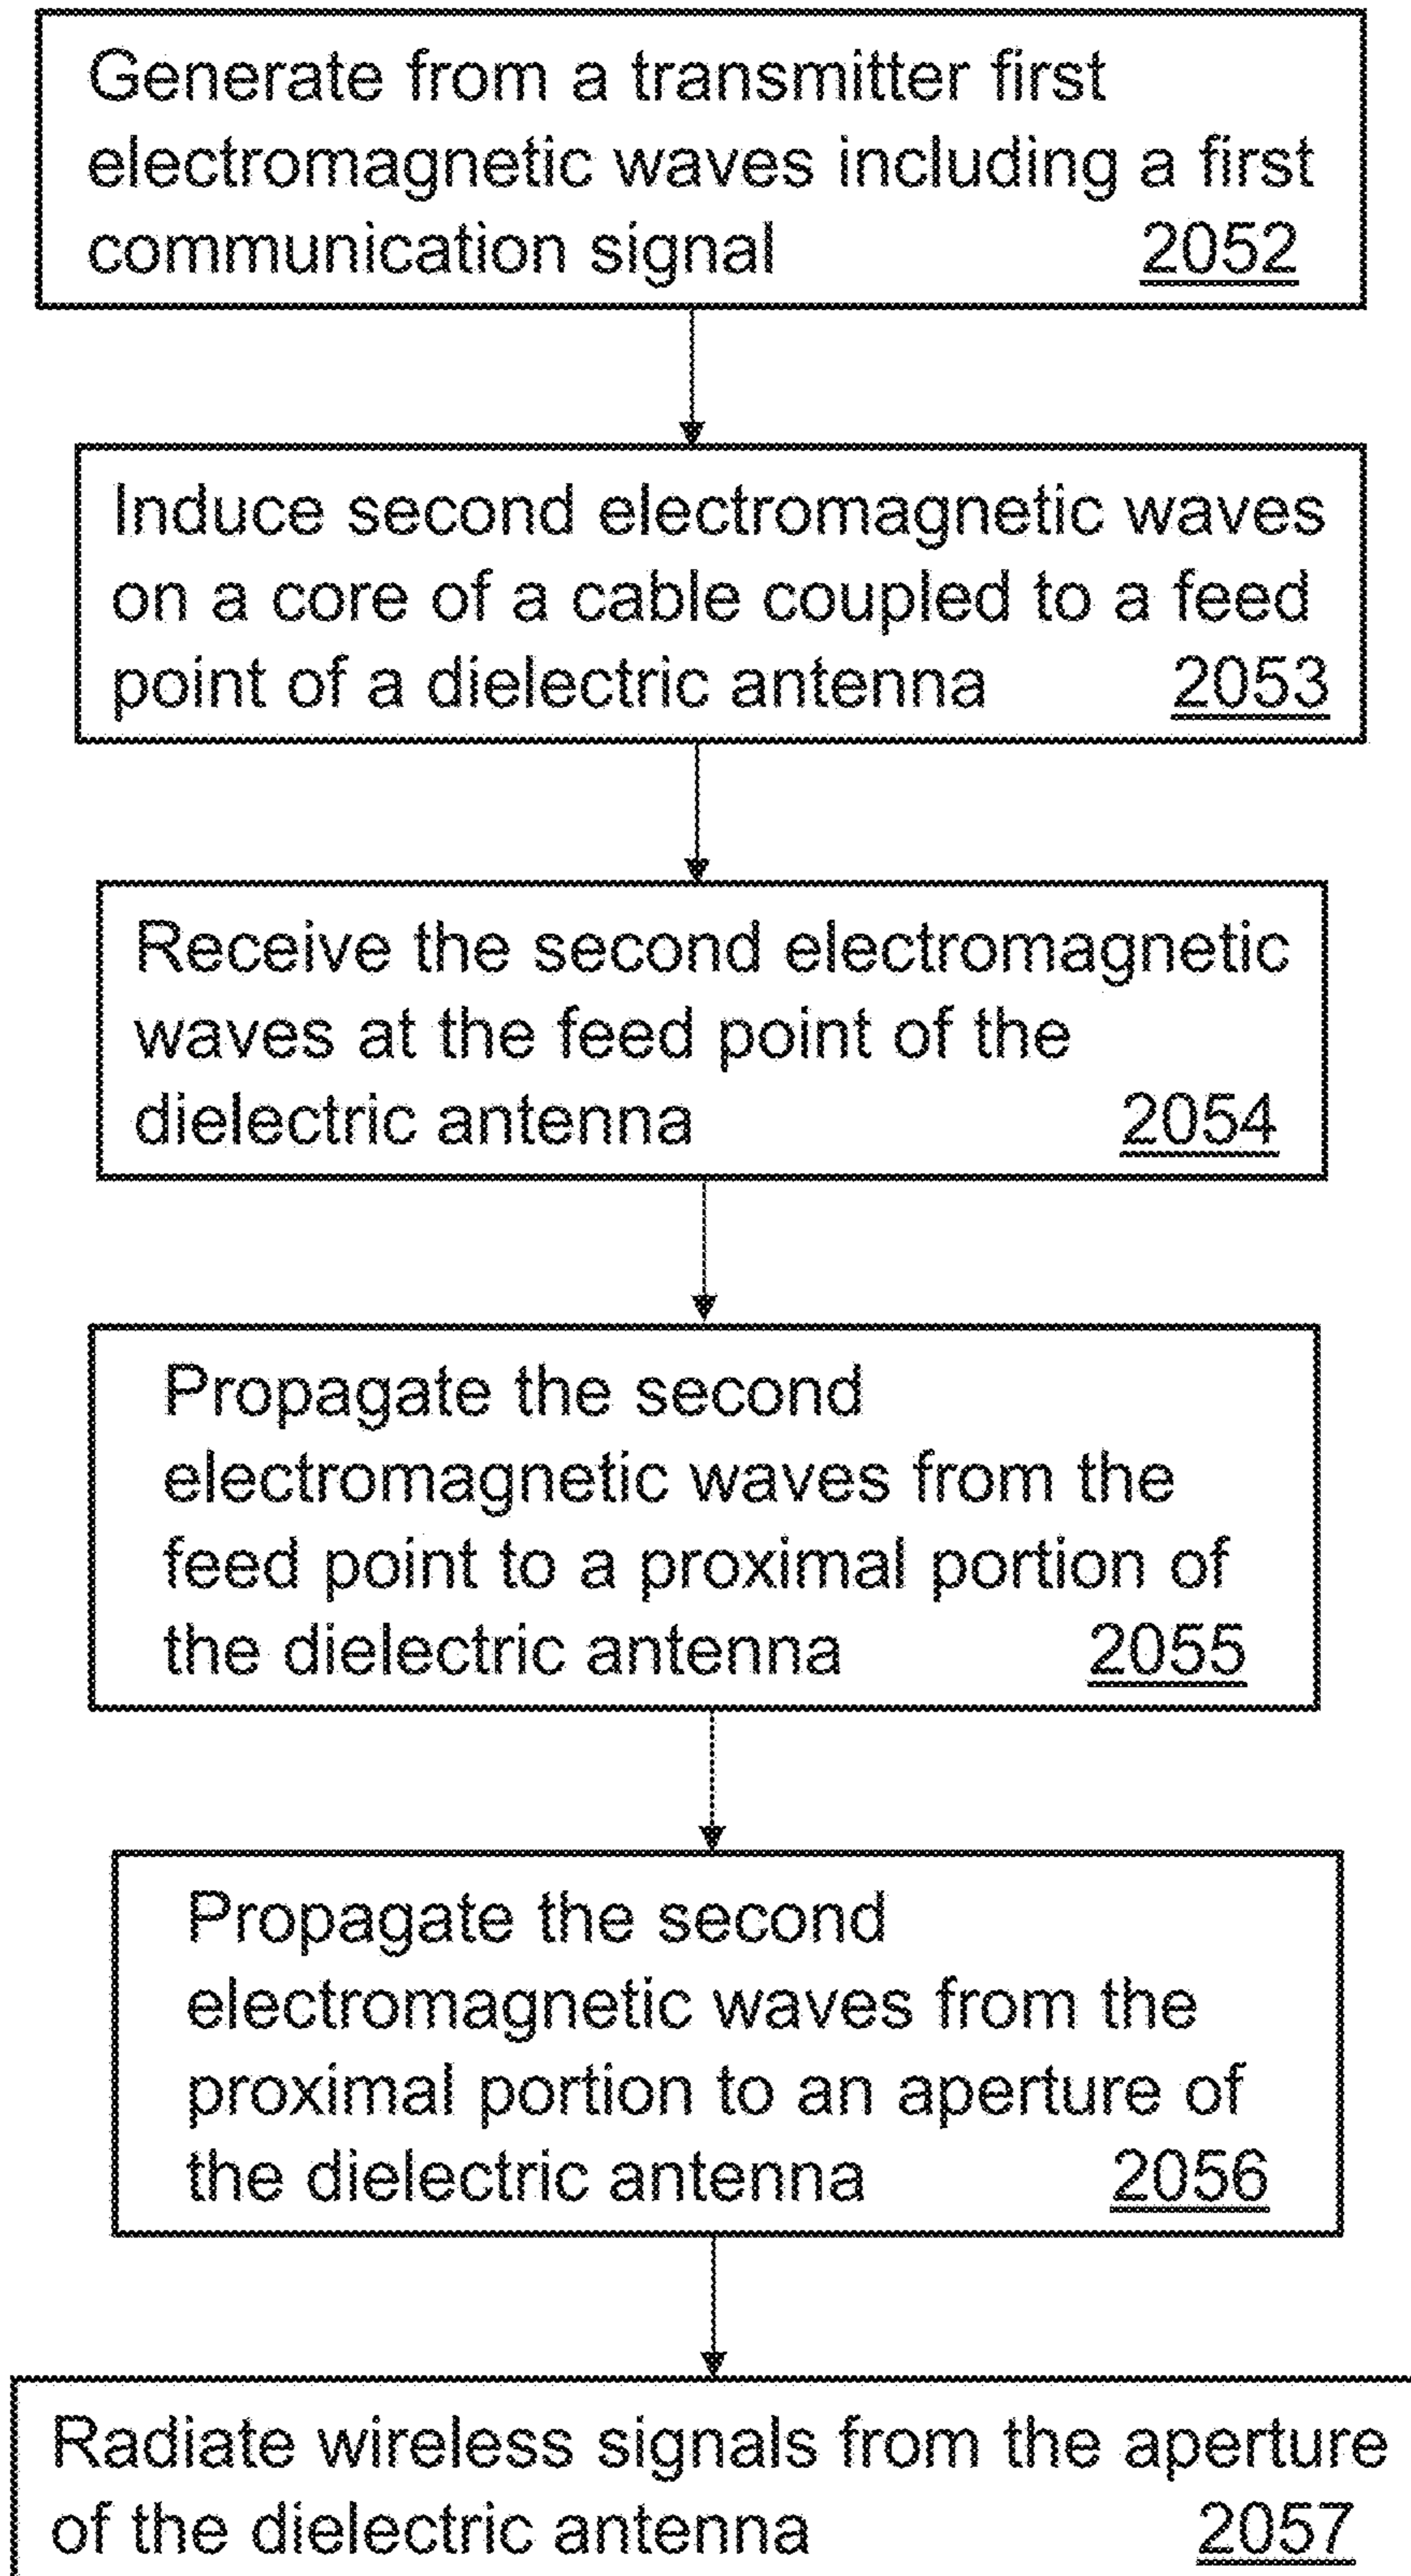 Generate from a transmitter first
electromagnetic waves including a first
communication signal 2052
Induce second electromagnetic waves
on a core of a cable coupled to a feed
point of a dielectric antenna 2053
Receive the second electromagnetic
waves at the feed point of the
dielectric antenna 2054
Propagate the second
electromagnetic waves from the
feed point to a proximal portion of
the dielectric antenna 2055
Propagate the second
electromagnetic waves from the
proximal portion to an aperture of
the dielectric antenna 2056
Radiate wireless signals from the aperture
of the dielectric antenna 2057